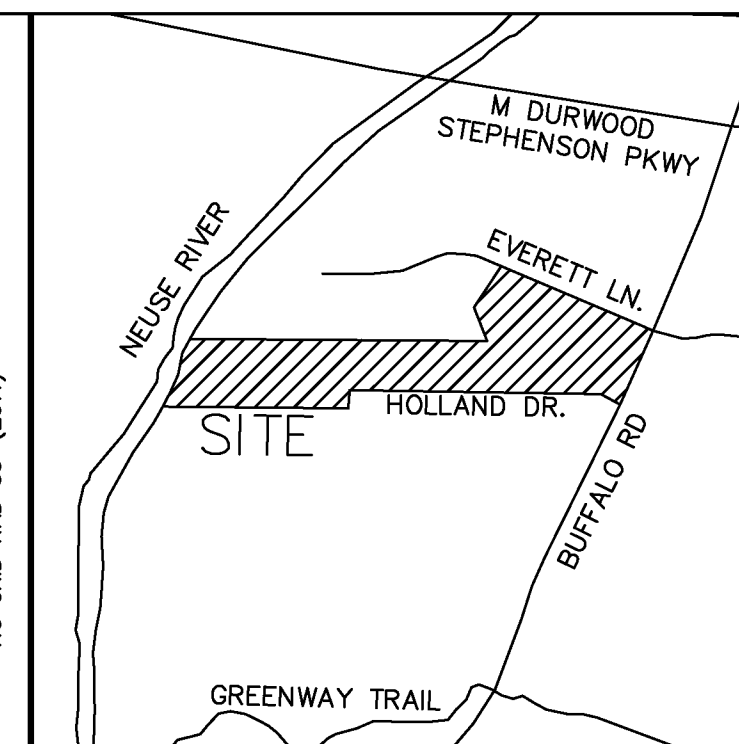 M DURWOOD
STEPHENSON PKWY
NEUSE RIVER
EVERETT LN.
HOLLAND DR.
SITE
BUFFALO RD
GREENWAY TRAIL